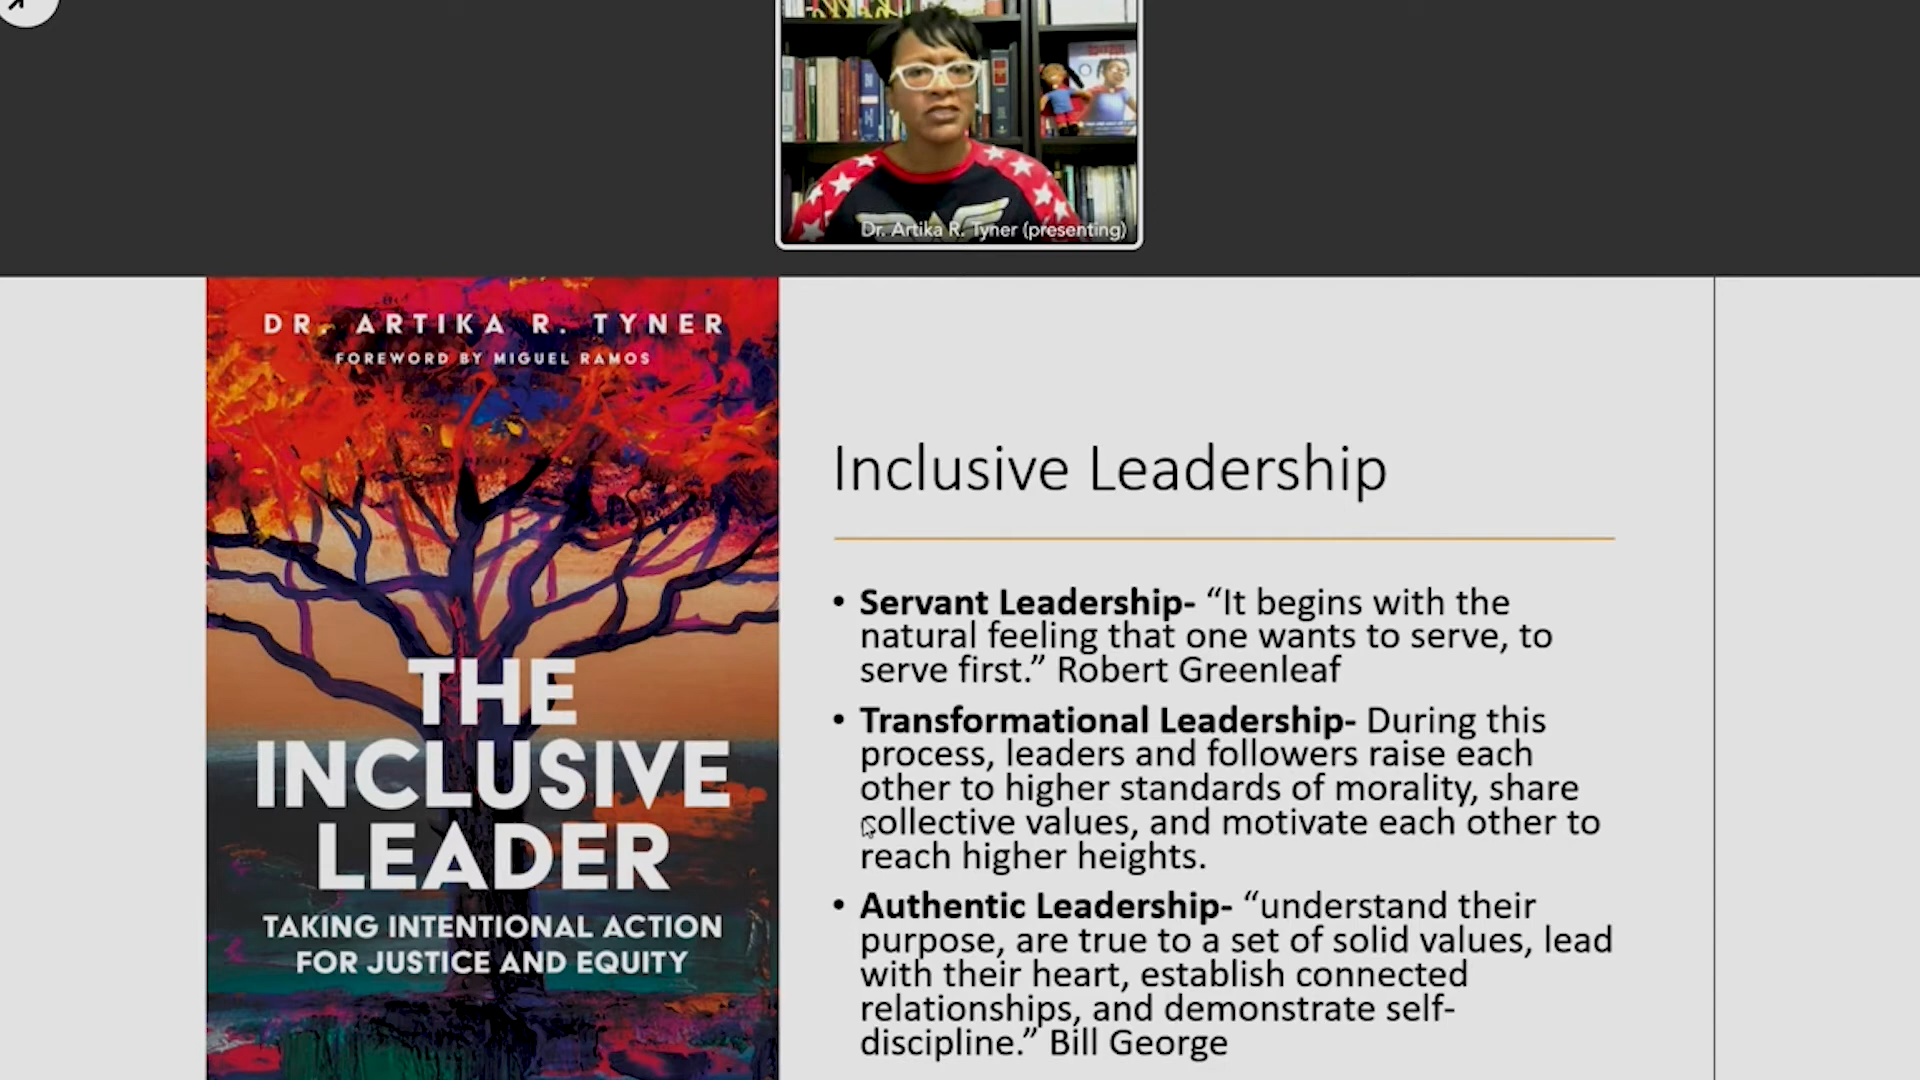 Dr. Artika R. Tyner (presenting)
DR. ARTIKA R. TYNER
FOREWORD BY MIGUEL RAMOS
THE
INCLUSIVE
LEADER
TAKING INTENTIONAL ACTION
FOR JUSTICE AND EQUITY
Inclusive Leadership
• Servant Leadership- “It begins with the
natural feeling that one wants to serve, to
serve first.” Robert Greenleaf
• Transformational Leadership- During this
process, leaders and followers raise each
other to higher standards of morality, share
collective values, and motivate each other to
reach higher heights.
• Authentic Leadership- “understand their
purpose, are true to a set of solid values, lead
with their heart, establish connected
relationships, and demonstrate self-
discipline.” Bill George